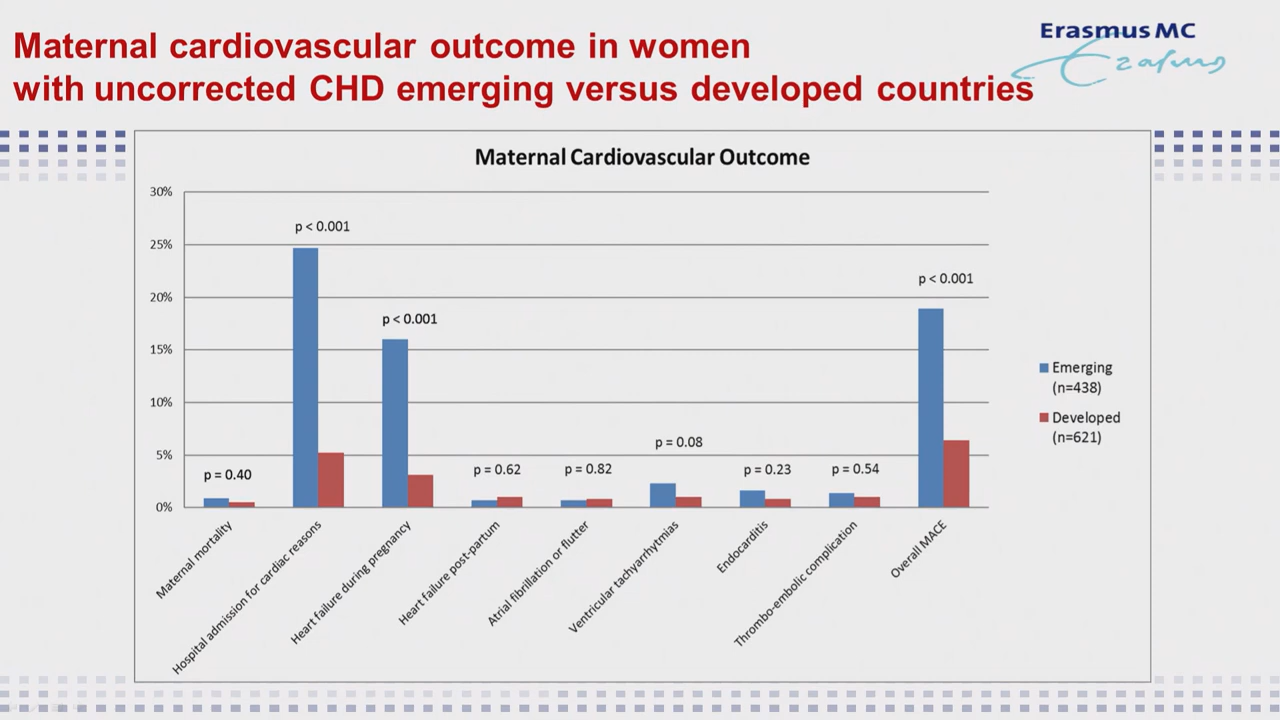 Maternal cardiovascular outcome in women
with uncorrected CHD emerging versus developed countries
Erasmus MC
Erasmus
Maternal Cardiovascular Outcome
30%
25%
20%
15%
10%
5%
0%
p = 0.40
p < 0.001
p < 0.001
p = 0.62
p = 0.82
p = 0.08
p = 0.23
p = 0.54
p < 0.001
Maternal mortality
Hospital admission for cardiac reasons
Heart failure during pregnancy
Heart failure post-partum
Atrial fibrillation or flutter
Ventricular tachyarrhytmias
Endocarditis
Thrombo-embolic complication
Overall MACE
Emerging
(n=438)
Developed
(n=621)